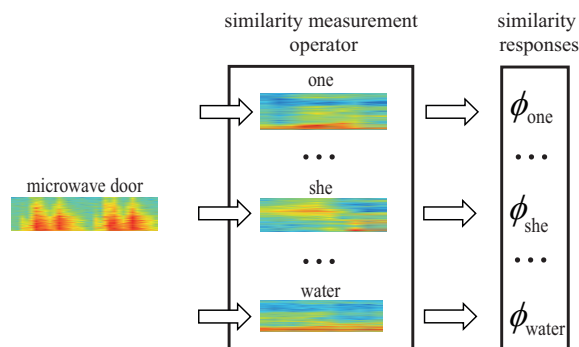 similarity measurement
operator
similarity
responses
one
ϕone
• • •
• • •
microwave door
she
ϕshe
• • •
• • •
water
ϕwater